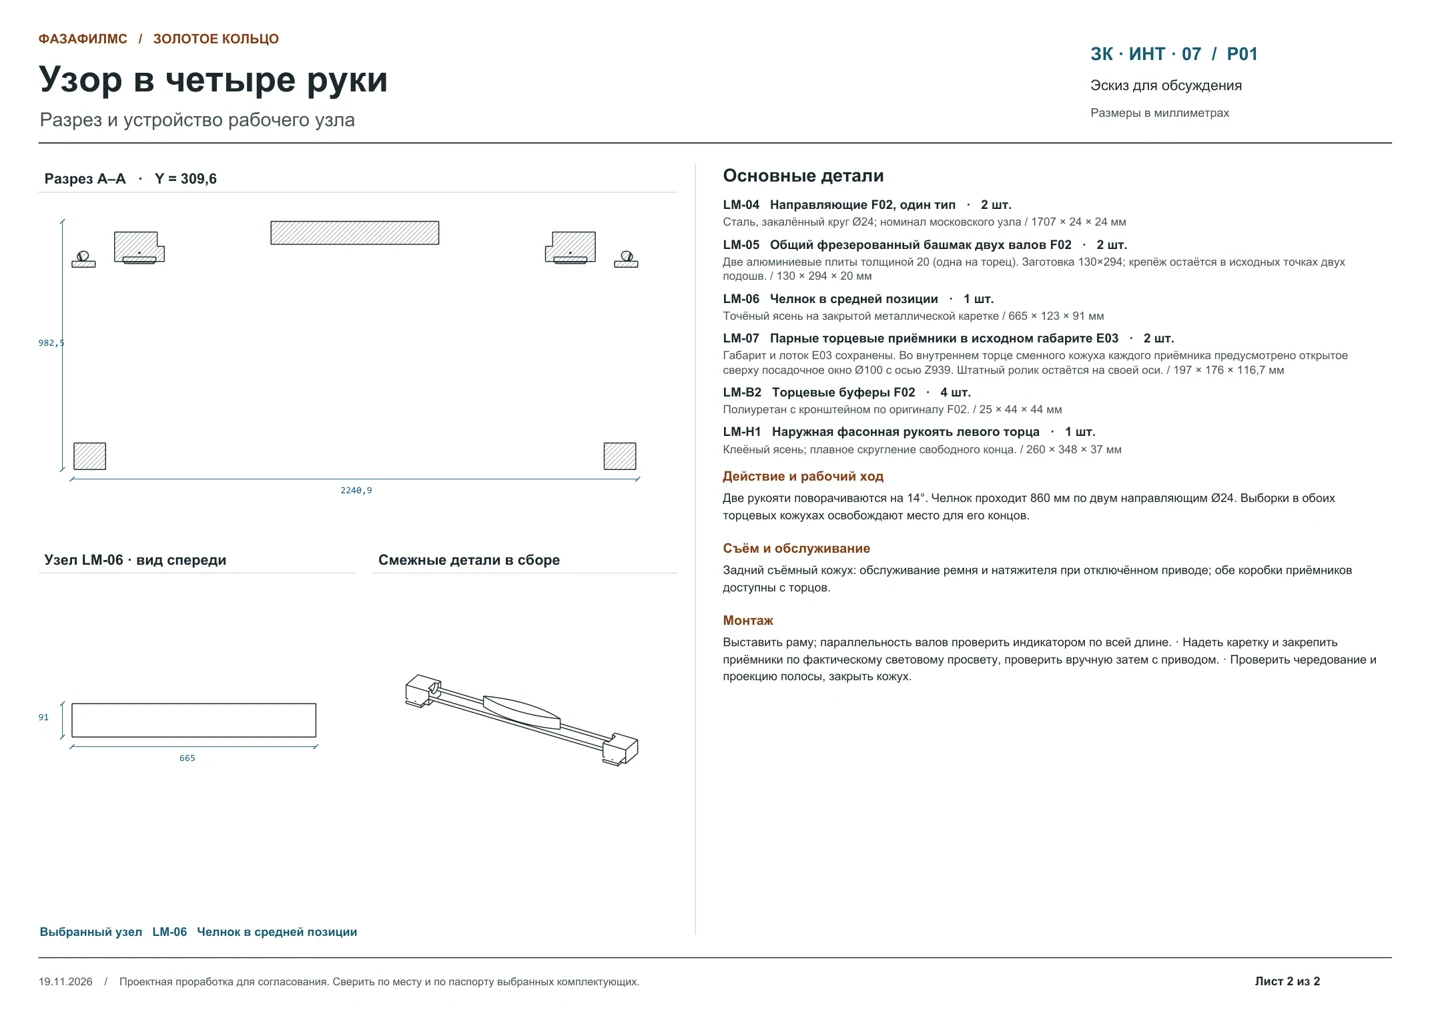 ФАЗАФИЛМС / ЗОЛОТОЕ КОЛЬЦО
Узор в четыре руки
Разрез и устройство рабочего узла
ЗК · ИНТ · 07 / P01
Эскиз для обсуждения
Размеры в миллиметрах
Разрез А–А · Y = 309,6
982,5
2240,9
Узел LM-06 · вид спереди
91
665
Смежные детали в сборе
Выбранный узел LM-06 Челнок в средней позиции
Основные детали
LM-04 Направляющие F02, один тип · 2 шт.
Сталь, закалённый круг Ø24; номинал московского узла / 1707 × 24 × 24 мм
LM-05 Общий фрезерованный башмак двух валов F02 · 2 шт.
Две алюминиевые плиты толщиной 20 (одна на торец). Заготовка 130×294; крепёж остаётся в исходных точках двух
подошв. / 130 × 294 × 20 мм
LM-06 Челнок в средней позиции · 1 шт.
Точёный ясень на закрытой металлической каретке / 665 × 123 × 91 мм
LM-07 Парные торцевые приёмники в исходном габарите E03 · 2 шт.
Габарит и лоток E03 сохранены. Во внутреннем торце сменного кожуха каждого приёмника предусмотрено открытое
сверху посадочное окно Ø100 с осью Z939. Штатный ролик остаётся на своей оси. / 197 × 176 × 116,7 мм
LM-B2 Торцевые буферы F02 · 4 шт.
Полиуретан с кронштейном по оригиналу F02. / 25 × 44 × 44 мм
LM-H1 Наружная фасонная рукоять левого торца · 1 шт.
Клеёный ясень; плавное скругление свободного конца. / 260 × 348 × 37 мм
Действие и рабочий ход
Две рукояти поворачиваются на 14°. Челнок проходит 860 мм по двум направляющим Ø24. Выборки в обоих
торцевых кожухах освобождают место для его концов.
Съём и обслуживание
Задний съёмный кожух: обслуживание ремня и натяжителя при отключённом приводе; обе коробки приёмников
доступны с торцов.
Монтаж
Выставить раму; параллельность валов проверить индикатором по всей длине. · Надеть каретку и закрепить
приёмники по фактическому световому просвету, проверить вручную затем с приводом. · Проверить чередование и
проекцию полосы, закрыть кожух.
19.11.2026 / Проектная проработка для согласования. Сверить по месту и по паспорту выбранных комплектующих.
Лист 2 из 2